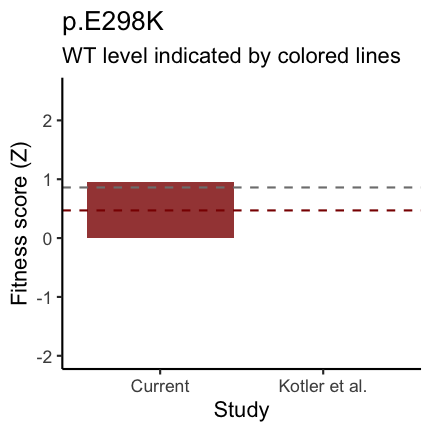 p.E298K
WT level indicated by colored lines
Fitness score (Z)
2
1
0
-1
-2
Current
Kotler et al.
Study